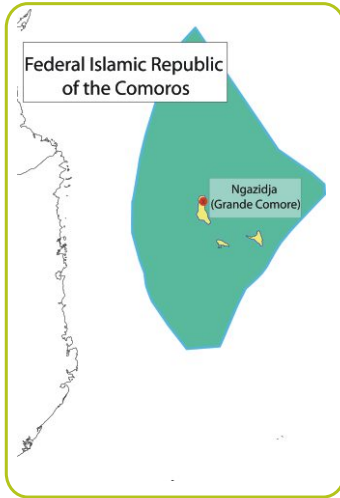 Federal Islamic Republic
of the Comoros
Ngazidja
(Grande Comore)